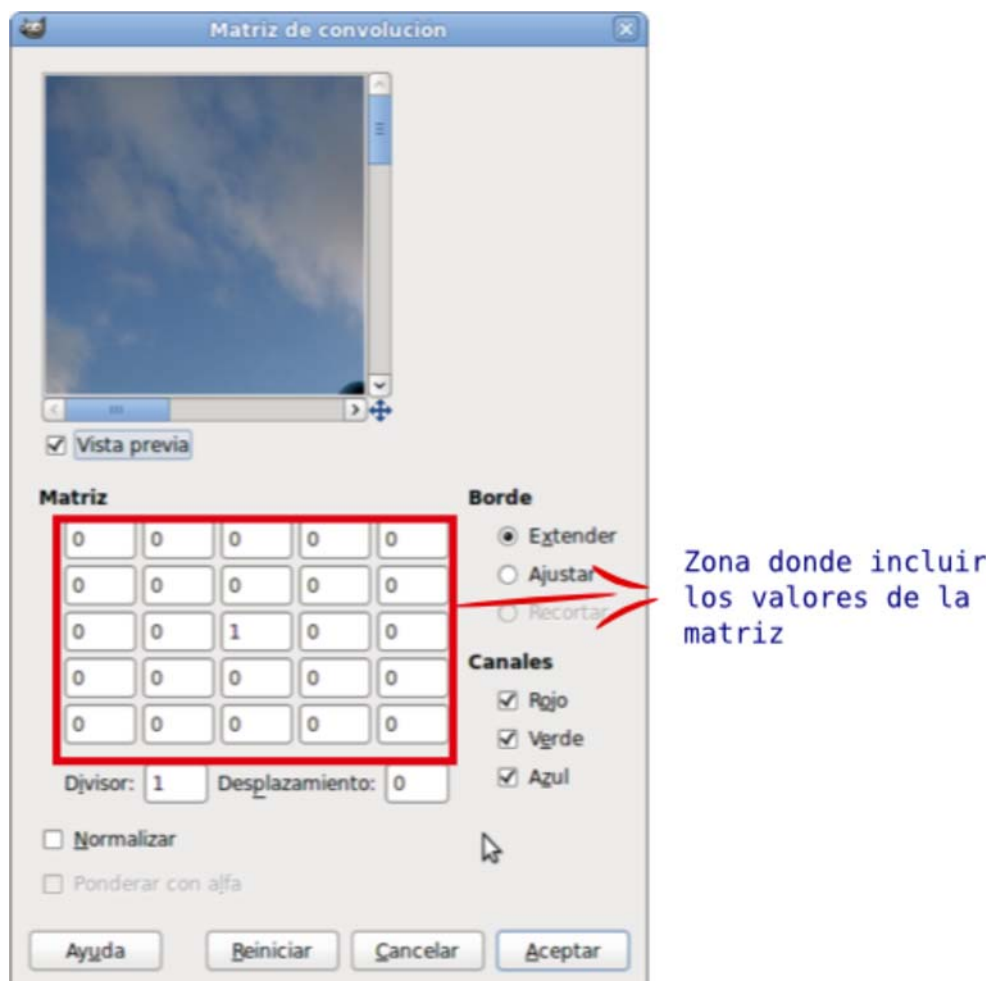 Matriz de convolución
Vista previa
Matriz
0 0 0 0 0
0 0 0 0 0
0 0 1 0 0
0 0 0 0 0
0 0 0 0 0
Divisor: 1 Desplazamiento: 0
Borde
Extender
Ajustar
Recortar
Canales
Rojo
Verde
Azul
Normalizar
Ponderar con alfa
Ayuda Reiniciar Cancelar Aceptar
Zona donde incluir
los valores de la
matriz